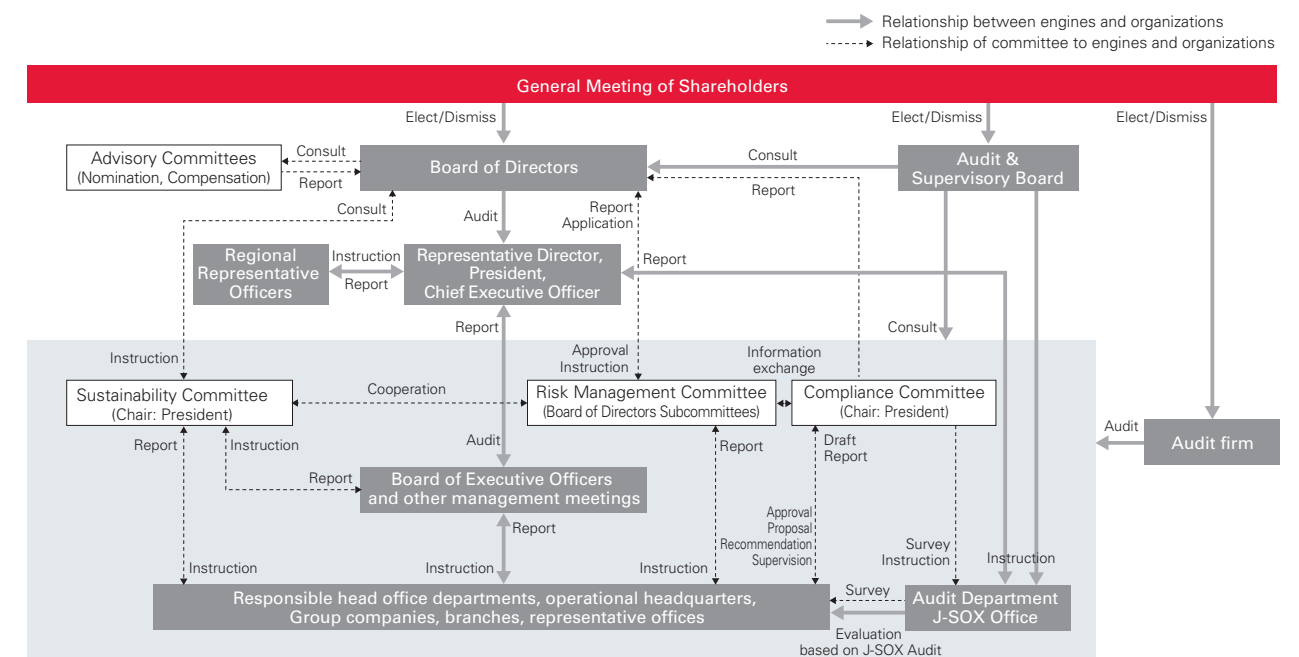 Relationship between engines and organizations
Relationship of committee to engines and organizations
General Meeting of Shareholders
Elect/Dismiss
Elect/Dismiss
Elect/Dismiss
Advisory Committees
(Nomination, Compensation)
Consult
Report
Board of Directors
Consult
Report
Audit &
Supervisory Board
Consult
Audit
Report
Application
Regional
Representative
Officers
Instruction
Report
Representative Director,
President,
Chief Executive Officer
Report
Report
Consult
Instruction
Approval
Instruction
Information
exchange
Sustainability Committee
(Chair: President)
Cooperation
Risk Management Committee
(Board of Directors Subcommittees)
Compliance Committee
(Chair: President)
Audit
Audit firm
Report
Instruction
Audit
Report
Draft
Report
Report
Board of Executive Officers
and other management meetings
Report
Approval
Proposal
Recommendation
Supervision
Survey
Instruction
Instruction
Instruction
Instruction
Instruction
Responsible head office departments, operational headquarters,
Group companies, branches, representative offices
Survey
Audit Department
J-SOX Office
Evaluation
based on J-SOX Audit